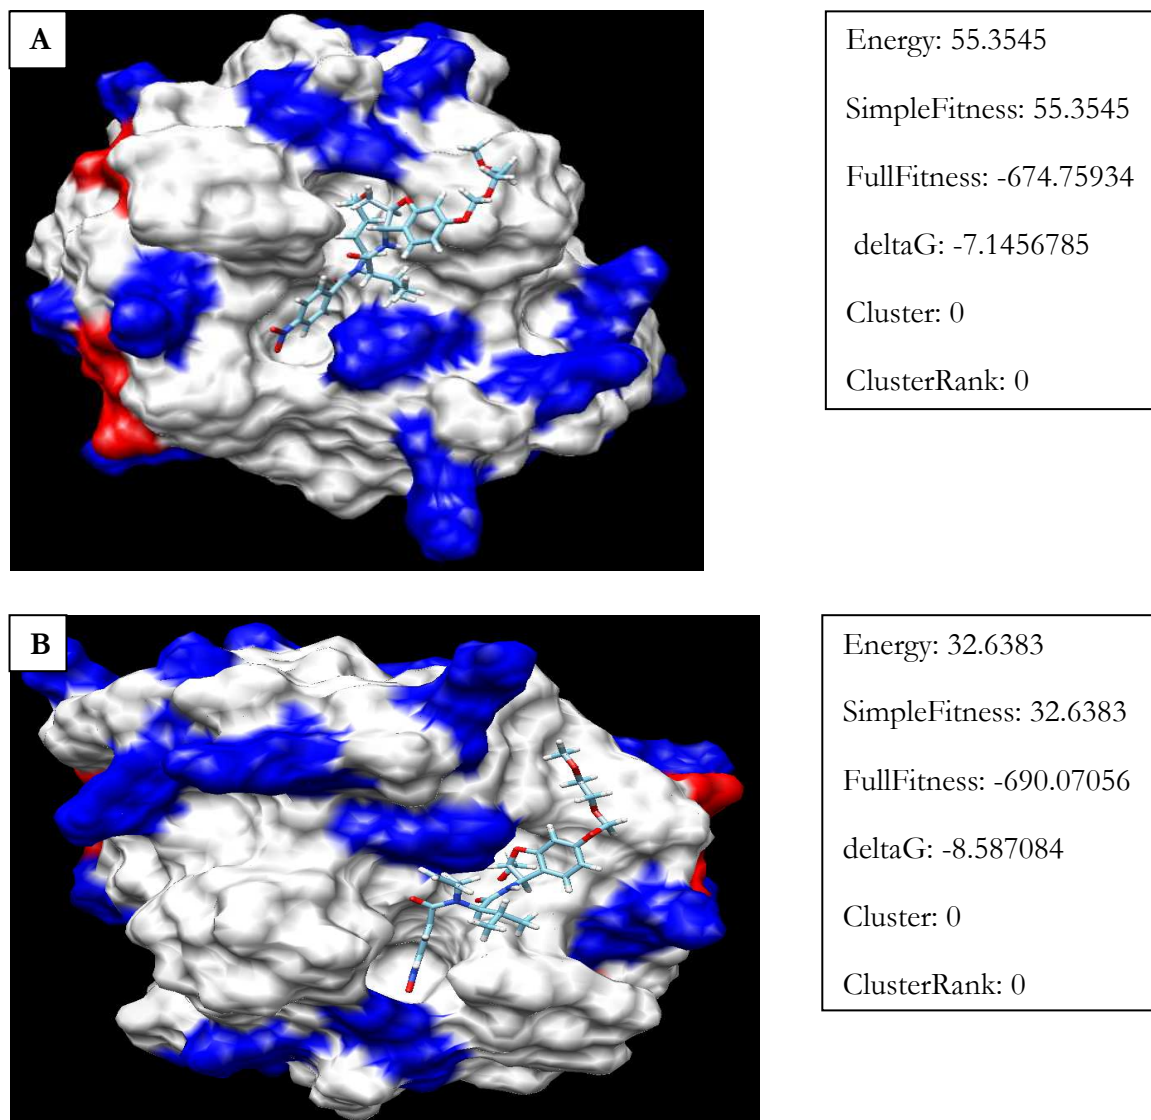 A
Energy: 55.3545
SimpleFitness: 55.3545
FullFitness: -674.75934
deltaG: -7.1456785
Cluster: 0
ClusterRank: 0
B
Energy: 32.6383
SimpleFitness: 32.6383
FullFitness: -690.07056
deltaG: -8.587084
Cluster: 0
ClusterRank: 0